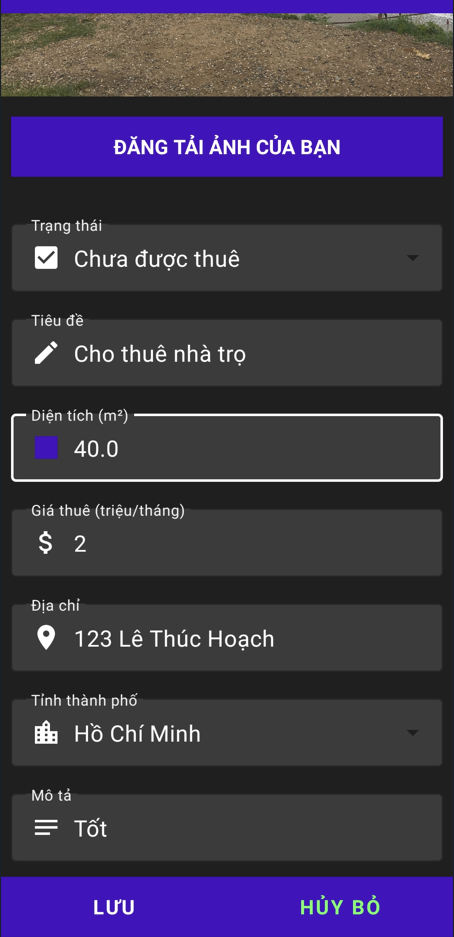 ĐĂNG TẢI ẢNH CỦA BẠN
Trạng thái
Chưa được thuê
Tiêu đề
Cho thuê nhà trọ
Diện tích (m²)
40.0
Giá thuê (triệu/tháng)
$ 2
Địa chỉ
123 Lê Thúc Hoạch
Tỉnh thành phố
Hồ Chí Minh
Mô tả
Tốt
LƯU HỦY BỎ